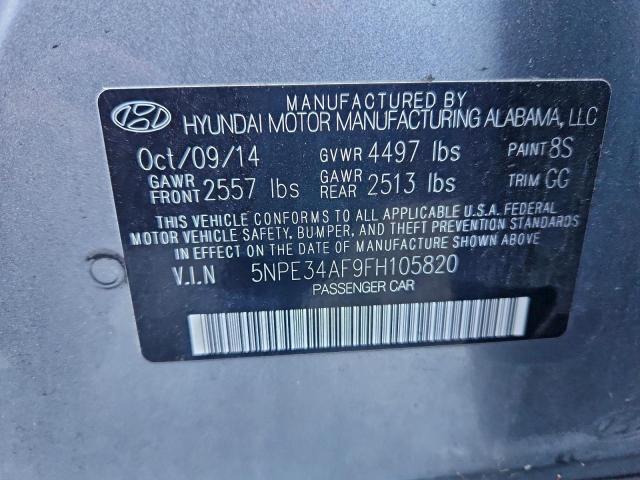 MANUFACTURED BY
HYUNDAI MOTOR MANUFACTURING ALABAMA, LLC
Oct/09/14 GVWR 4497 lbs PAINT 8S
GAWR FRONT 2557 lbs GAWR REAR 2513 lbs TRIM GG
THIS VEHICLE CONFORMS TO ALL APPLICABLE U.S.A. FEDERAL
MOTOR VEHICLE SAFETY, BUMPER, AND THEFT PREVENTION
STANDARDS IN EFFECT ON THE DATE OF MANUFACTURE SHOWN ABOVE.
V.I.N 5NPE34AF9FH105820
PASSENGER CAR